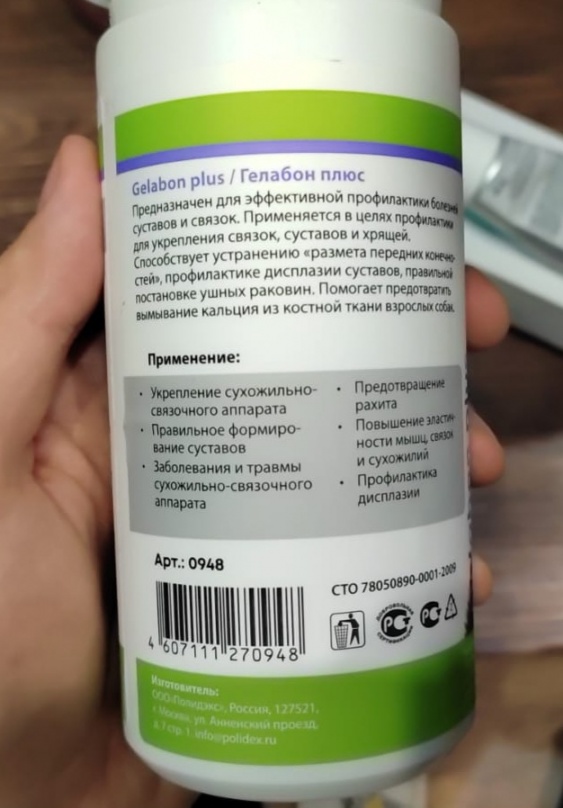 Gelabon plus / Гелабон плюс
Предназначен для эффективной профилактики болезней
суставов и связок. Применяется в целях профилактики
для укрепления связок, суставов и хрящей.
Способствует устранению «размета передних конечно-
стей», профилактике дисплазии суставов, правильной
постановке ушных раковин. Помогает предотвратить
вымывание кальция из костной ткани взрослых собак.
Применение:
· Укрепление сухожильно-
связочного аппарата
· Правильное формиро-
вание суставов
· Заболевания и травмы
сухожильно-связочного
аппарата
· Предотвращение
рахита
· Повышение эластич-
ности мышц, связок
и сухожилий
· Профилактика
дисплазии
Арт.: 0948
4 607111 270948
СТО 78050890-0001-2009
ДОБРОВОЛЬНАЯ
СЕРТИФИКАЦИЯ
Изготовитель:
ООО«Полидэкс», Россия, 127521,
г. Москва, ул. Анненский проезд,
д.7 стр. 1. info@polidex.ru